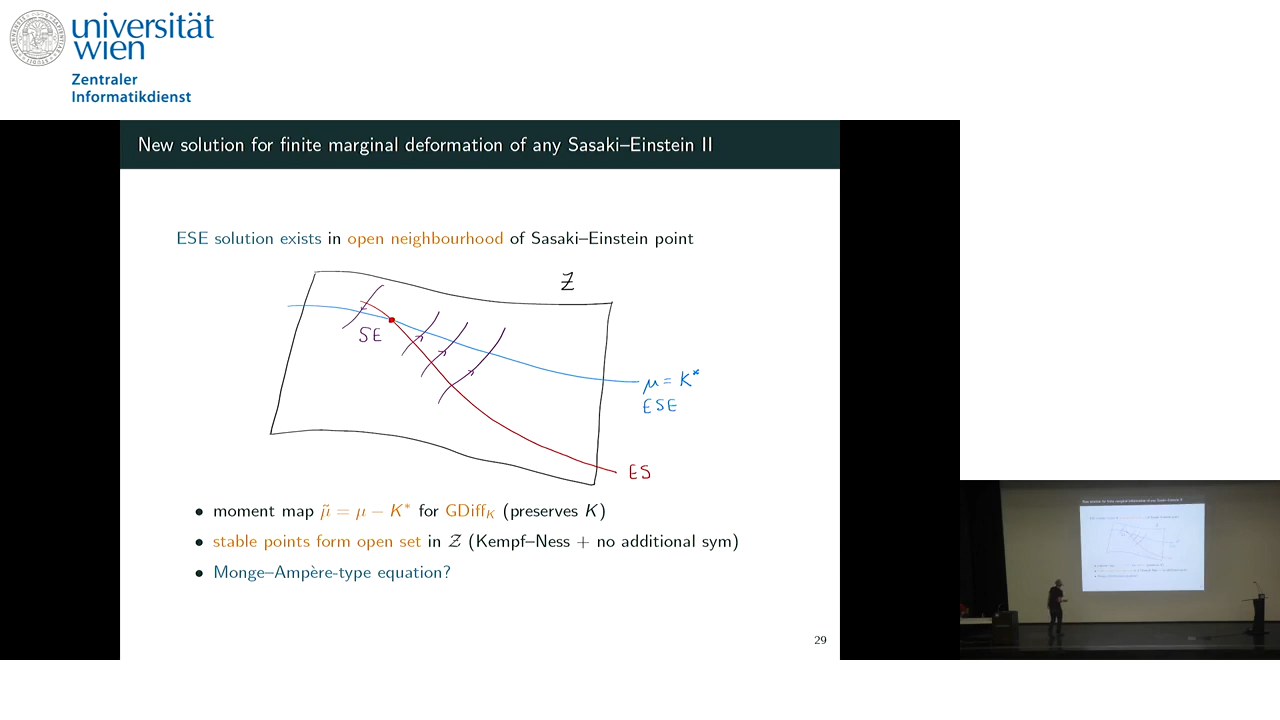 universität
wien
Zentraler
Informatikdienst
New solution for finite marginal deformation of any Sasaki–Einstein II
ESE solution exists in open neighbourhood of Sasaki–Einstein point
Z
SE
μ = K*
ESE
ES
• moment map μ̃ = μ − K* for GDiff_K (preserves K)
• stable points form open set in Z (Kempf–Ness + no additional sym)
• Monge–Ampère-type equation?
29